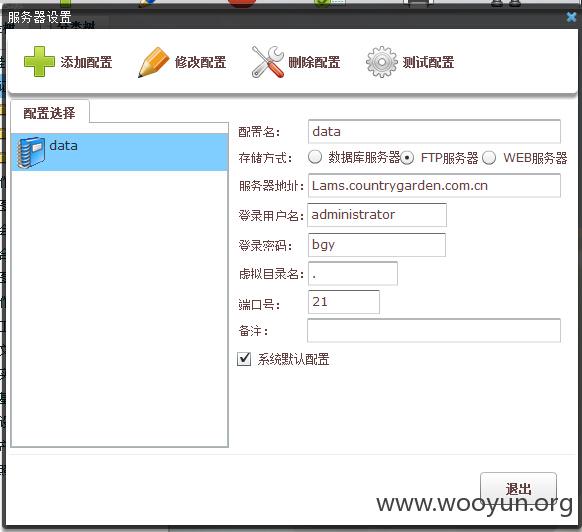 服务器设置
添加配置 修改配置 删除配置 测试配置
配置选择
data
配置名： data
存储方式： 数据库服务器 FTP服务器 WEB服务器
服务器地址： Lams.countrygarden.com.cn
登录用户名： administrator
登录密码： bgy
虚拟目录名： .
端口号： 21
备注：
系统默认配置
退出
www.wooyun.org